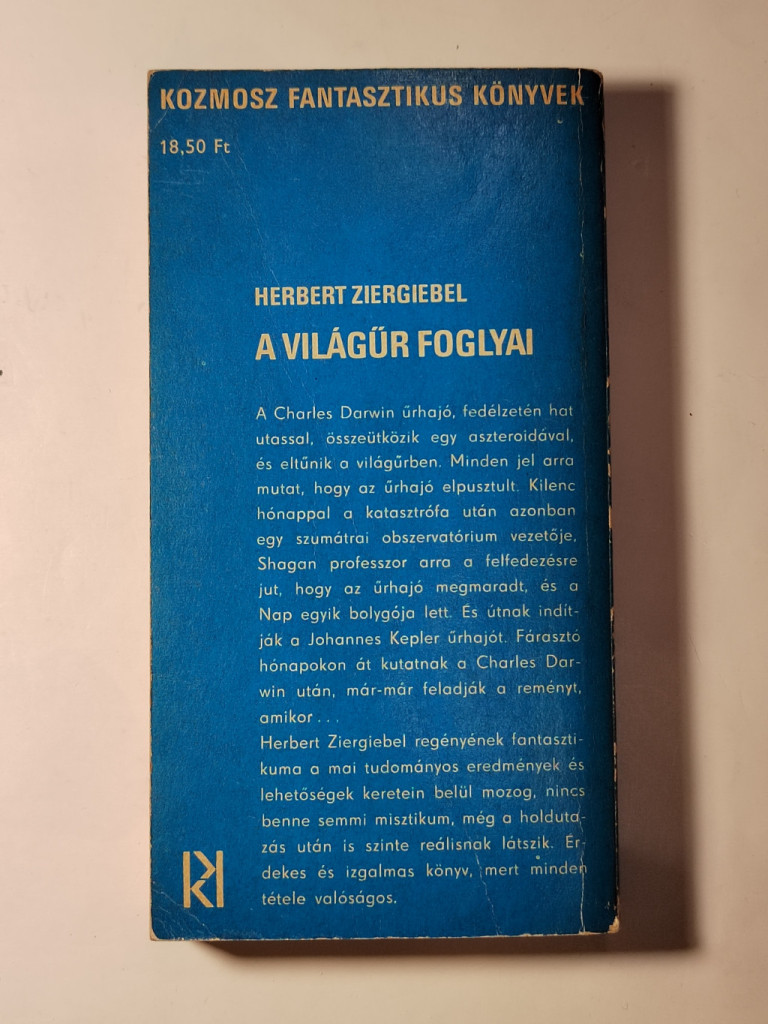 KOZMOSZ FANTASZTIKUS KÖNYVEK
18,50 Ft
HERBERT ZIERGIEBEL
A VILÁGŰR FOGLYAI
A Charles Darwin űrhajó, fedélzetén hat
utassal, összeütközik egy aszteroidával,
és eltűnik a világűrben. Minden jel arra
mutat, hogy az űrhajó elpusztult. Kilenc
hónappal a katasztrófa után azonban
egy szumátrai obszervatórium vezetője,
Shagan professzor arra a felfedezésre
jut, hogy az űrhajó megmaradt, és a
Nap egyik bolygója lett. És útnak indít-
ják a Johannes Kepler űrhajót. Fárasztó
hónapokon át kutatnak a Charles Dar-
win után, már-már feladják a reményt,
amikor...
Herbert Ziergiebel regényének fantaszti-
kuma a mai tudományos eredmények és
lehetőségek keretein belül mozog, nincs
benne semmi misztikum, még a holduta-
zás után is szinte reálisnak látszik. Ér-
dekes és izgalmas könyv, mert minden
tétele valóságos.